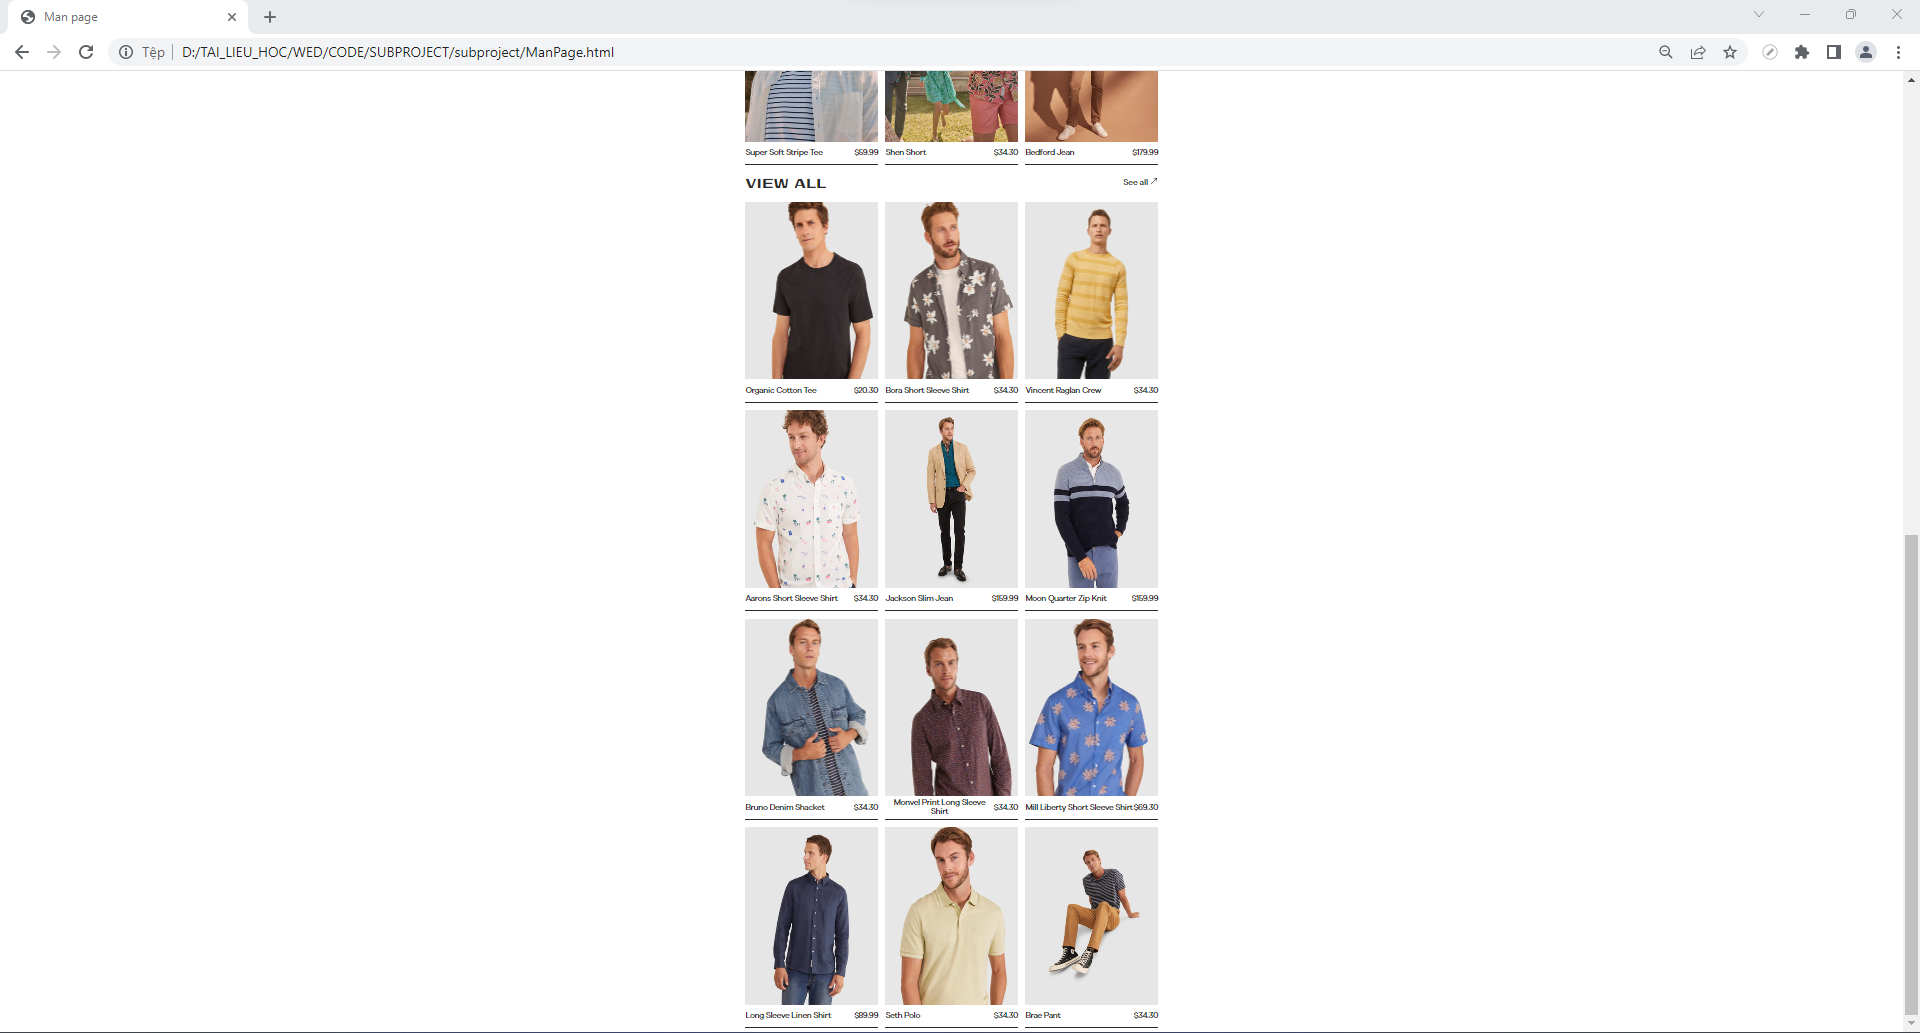 Man page
Tệp
D:/TAI_LIEU_HOC/WED/CODE/SUBPROJECT/subproject/ManPage.html
Super Soft Stripe Tee $59.99
Shen Short $34.30
Bedford Jean $179.99
VIEW ALL
See all
Organic Cotton Tee $20.30
Bora Short Sleeve Shirt $34.30
Vincent Raglan Crew $34.30
Aarons Short Sleeve Shirt $34.30
Jackson Slim Jean $159.99
Moon Quarter Zip Knit $159.99
Bruno Denim Shacket $34.30
Monvel Print Long Sleeve
Shirt
$34.30
Mill Liberty Short Sleeve Shirt $69.30
Long Sleeve Linen Shirt $89.99
Seth Polo $34.30
Brae Pant $34.30